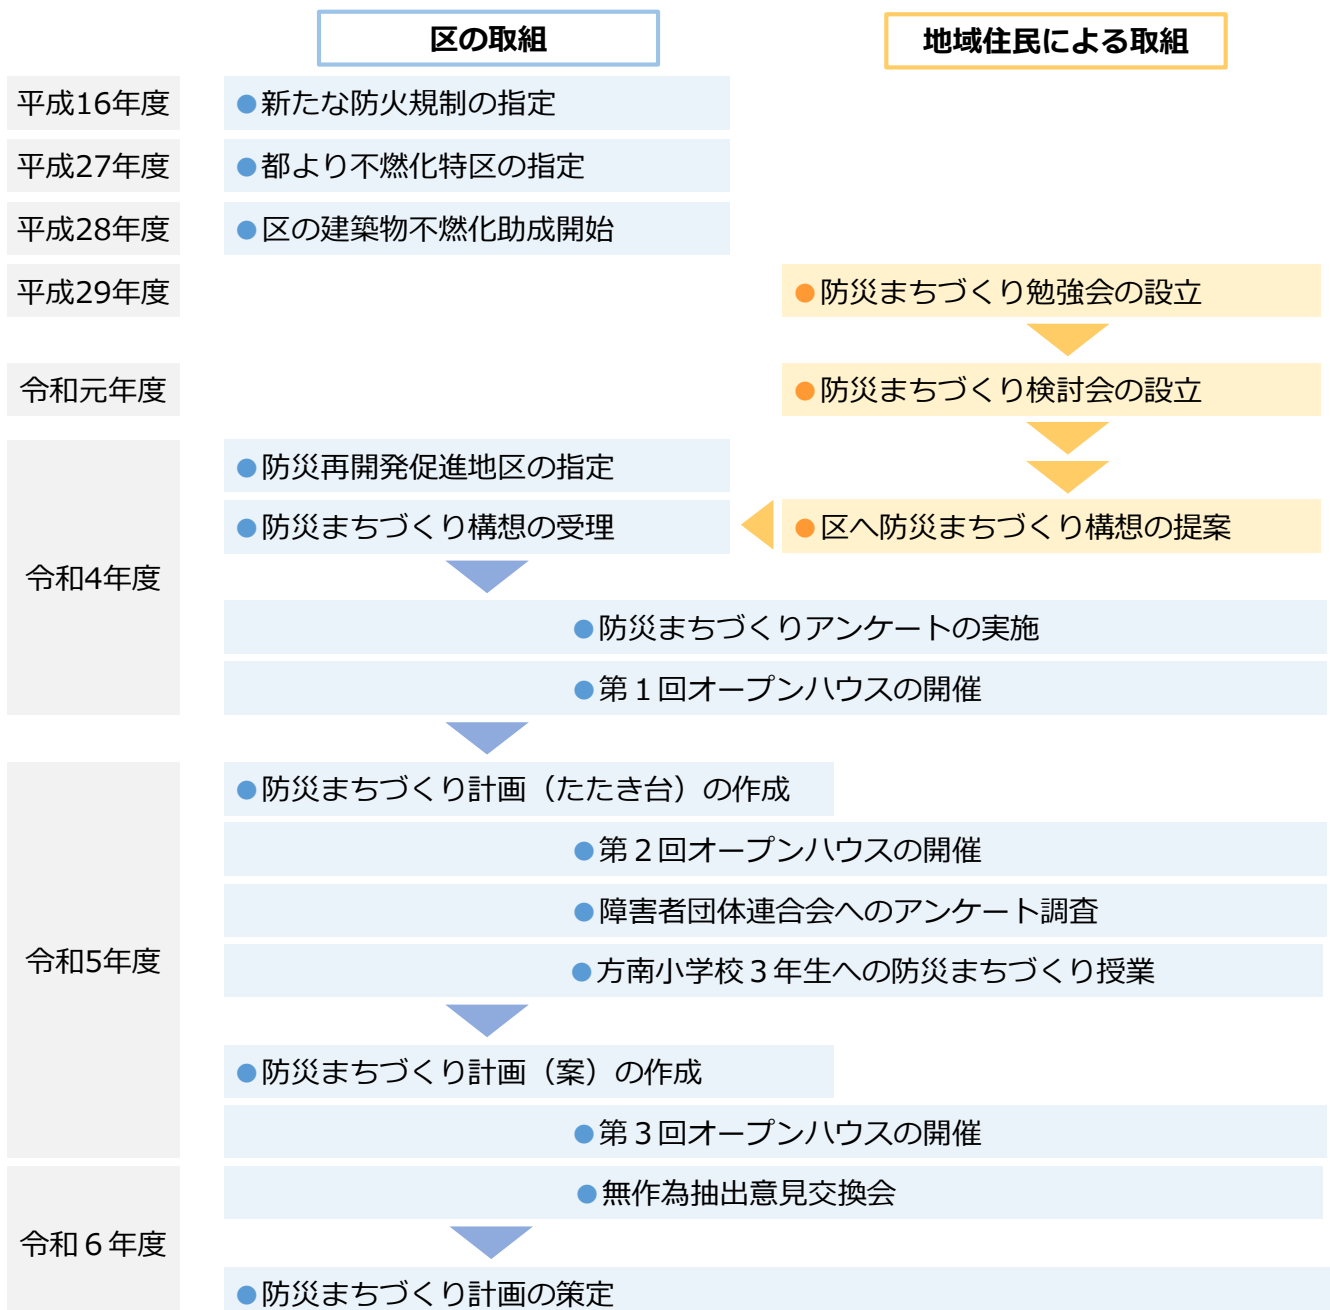 区の取組
地域住民による取組
平成16年度
●新たな防火規制の指定
平成27年度
●都より不燃化特区の指定
平成28年度
●区の建築物不燃化助成開始
平成29年度
●防災まちづくり勉強会の設立
令和元年度
●防災まちづくり検討会の設立
令和4年度
●防災再開発促進地区の指定
●防災まちづくり構想の受理
●区へ防災まちづくり構想の提案
●防災まちづくりアンケートの実施
●第１回オープンハウスの開催
令和5年度
●防災まちづくり計画（たたき台）の作成
●第２回オープンハウスの開催
●障害者団体連合会へのアンケート調査
●方南小学校３年生への防災まちづくり授業
●防災まちづくり計画（案）の作成
●第３回オープンハウスの開催
令和６年度
●無作為抽出意見交換会
●防災まちづくり計画の策定